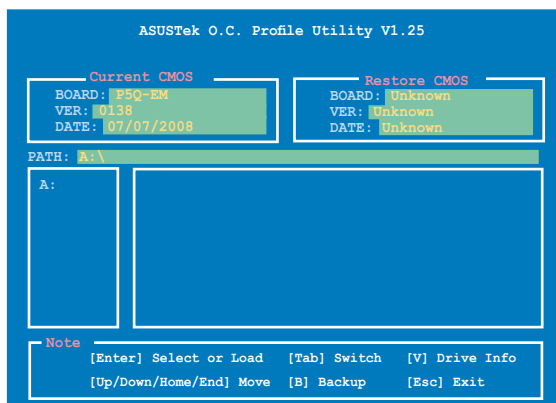 ASUSTek O.C. Profile Utility V1.25
Current CMOS
BOARD: P5Q-EM
VER: 0138
DATE: 07/07/2008
Restore CMOS
BOARD: Unknown
VER: Unknown
DATE: Unknown
PATH: A:\
A:
Note
[Enter] Select or Load [Tab] Switch [V] Drive Info
[Up/Down/Home/End] Move [B] Backup [Esc] Exit